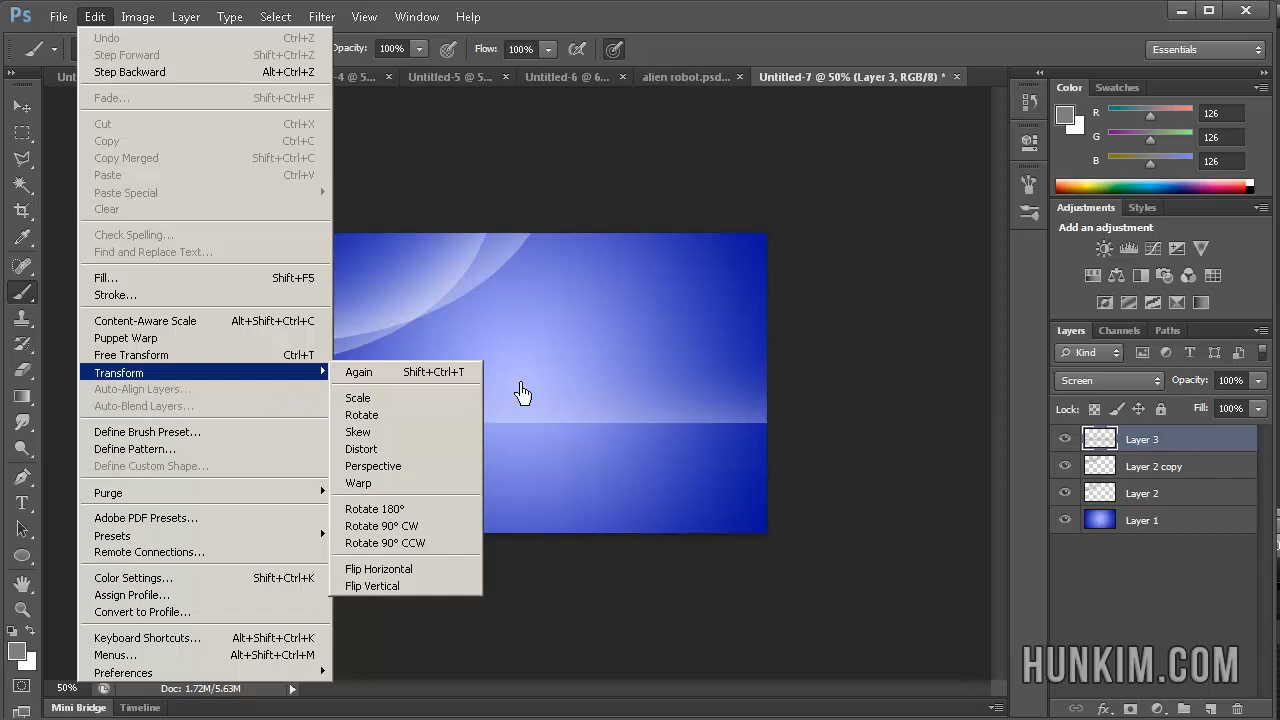 Ps File Edit Image Layer Type Select Filter View Window Help
Opacity: 100% Flow: 100% Essentials
Unt -4 @ 5... × Untitled-5 @ 5... × Untitled-6 @ 6... × alien robot.psd... × Untitled-7 @ 50% (Layer 3, RGB/8) * ×
Undo Ctrl+Z
Step Forward Shift+Ctrl+Z
Step Backward Alt+Ctrl+Z
Fade... Shift+Ctrl+F
Cut Ctrl+X
Copy Ctrl+C
Copy Merged Shift+Ctrl+C
Paste Ctrl+V
Paste Special
Clear
Check Spelling...
Find and Replace Text...
Fill... Shift+F5
Stroke...
Content-Aware Scale Alt+Shift+Ctrl+C
Puppet Warp
Free Transform Ctrl+T
Transform
Auto-Align Layers...
Auto-Blend Layers...
Define Brush Preset...
Define Pattern...
Define Custom Shape...
Purge
Adobe PDF Presets...
Presets
Remote Connections...
Color Settings... Shift+Ctrl+K
Assign Profile...
Convert to Profile...
Keyboard Shortcuts... Alt+Shift+Ctrl+K
Menus... Alt+Shift+Ctrl+M
Preferences
Again Shift+Ctrl+T
Scale
Rotate
Skew
Distort
Perspective
Warp
Rotate 180°
Rotate 90° CW
Rotate 90° CCW
Flip Horizontal
Flip Vertical
Color Swatches
R 126
G 126
B 126
Adjustments Styles
Add an adjustment
Layers Channels Paths
Kind
Screen Opacity: 100%
Lock: Fill: 100%
Layer 3
Layer 2 copy
Layer 2
Layer 1
HUNKIM.COM
50% Doc: 1.72M/5.63M
Mini Bridge Timeline